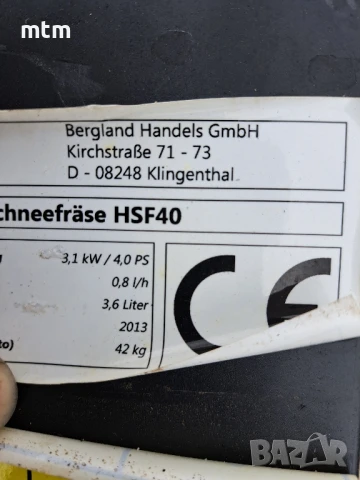 mtm
Bergland Handels GmbH
Kirchstraße 71 - 73
D - 08248 Klingenthal
chneefräse HSF40
3,1 kW / 4,0 PS
0,8 l/h
3,6 Liter
2013
to) 42 kg
CE
BAZAR